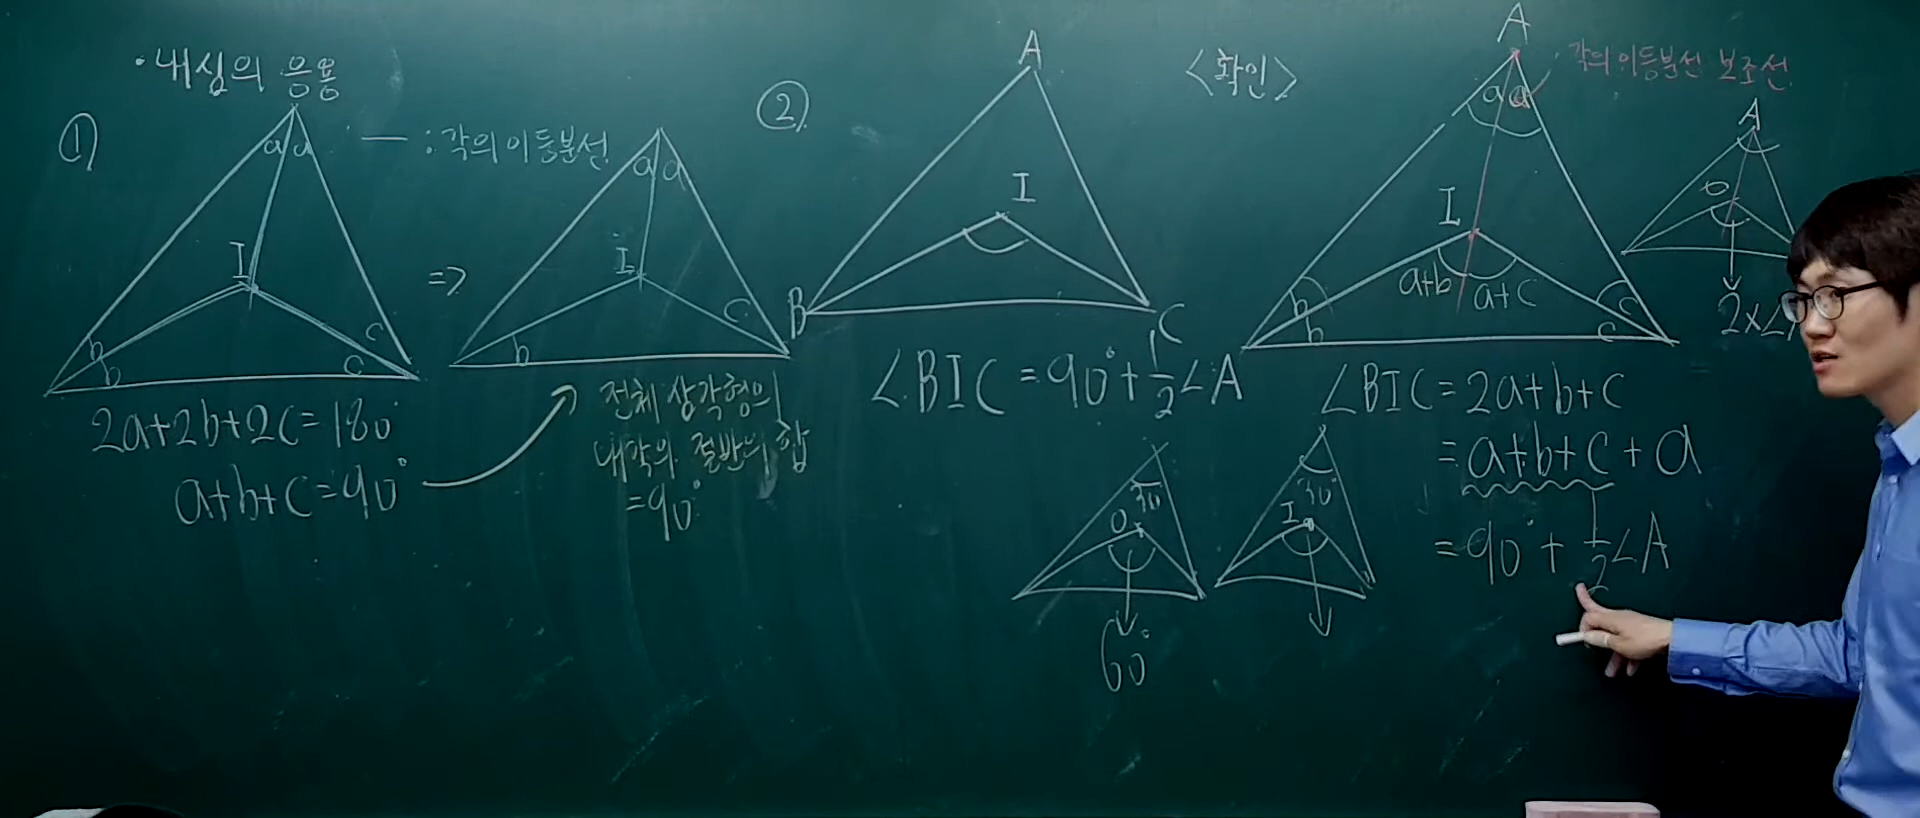 · 내심의 응용
①
a a
— : 각의 이등분선
I
b
b
c
c
2a+2b+2c=180°
a+b+c=90°
=>
a a
I
b
c
전체 삼각형의
내각의 절반의 합
=90°
②
A
I
B
C
∠BIC=90°+1/2∠A
O
30°
60°
30°
I
<확인>
A
· 각의 이등분선 보조선
a a
I
a+b
a+c
b
b
c
c
∠BIC=2a+b+c
=a+b+c+a
=90°+1/2∠A
A
O
2×∠